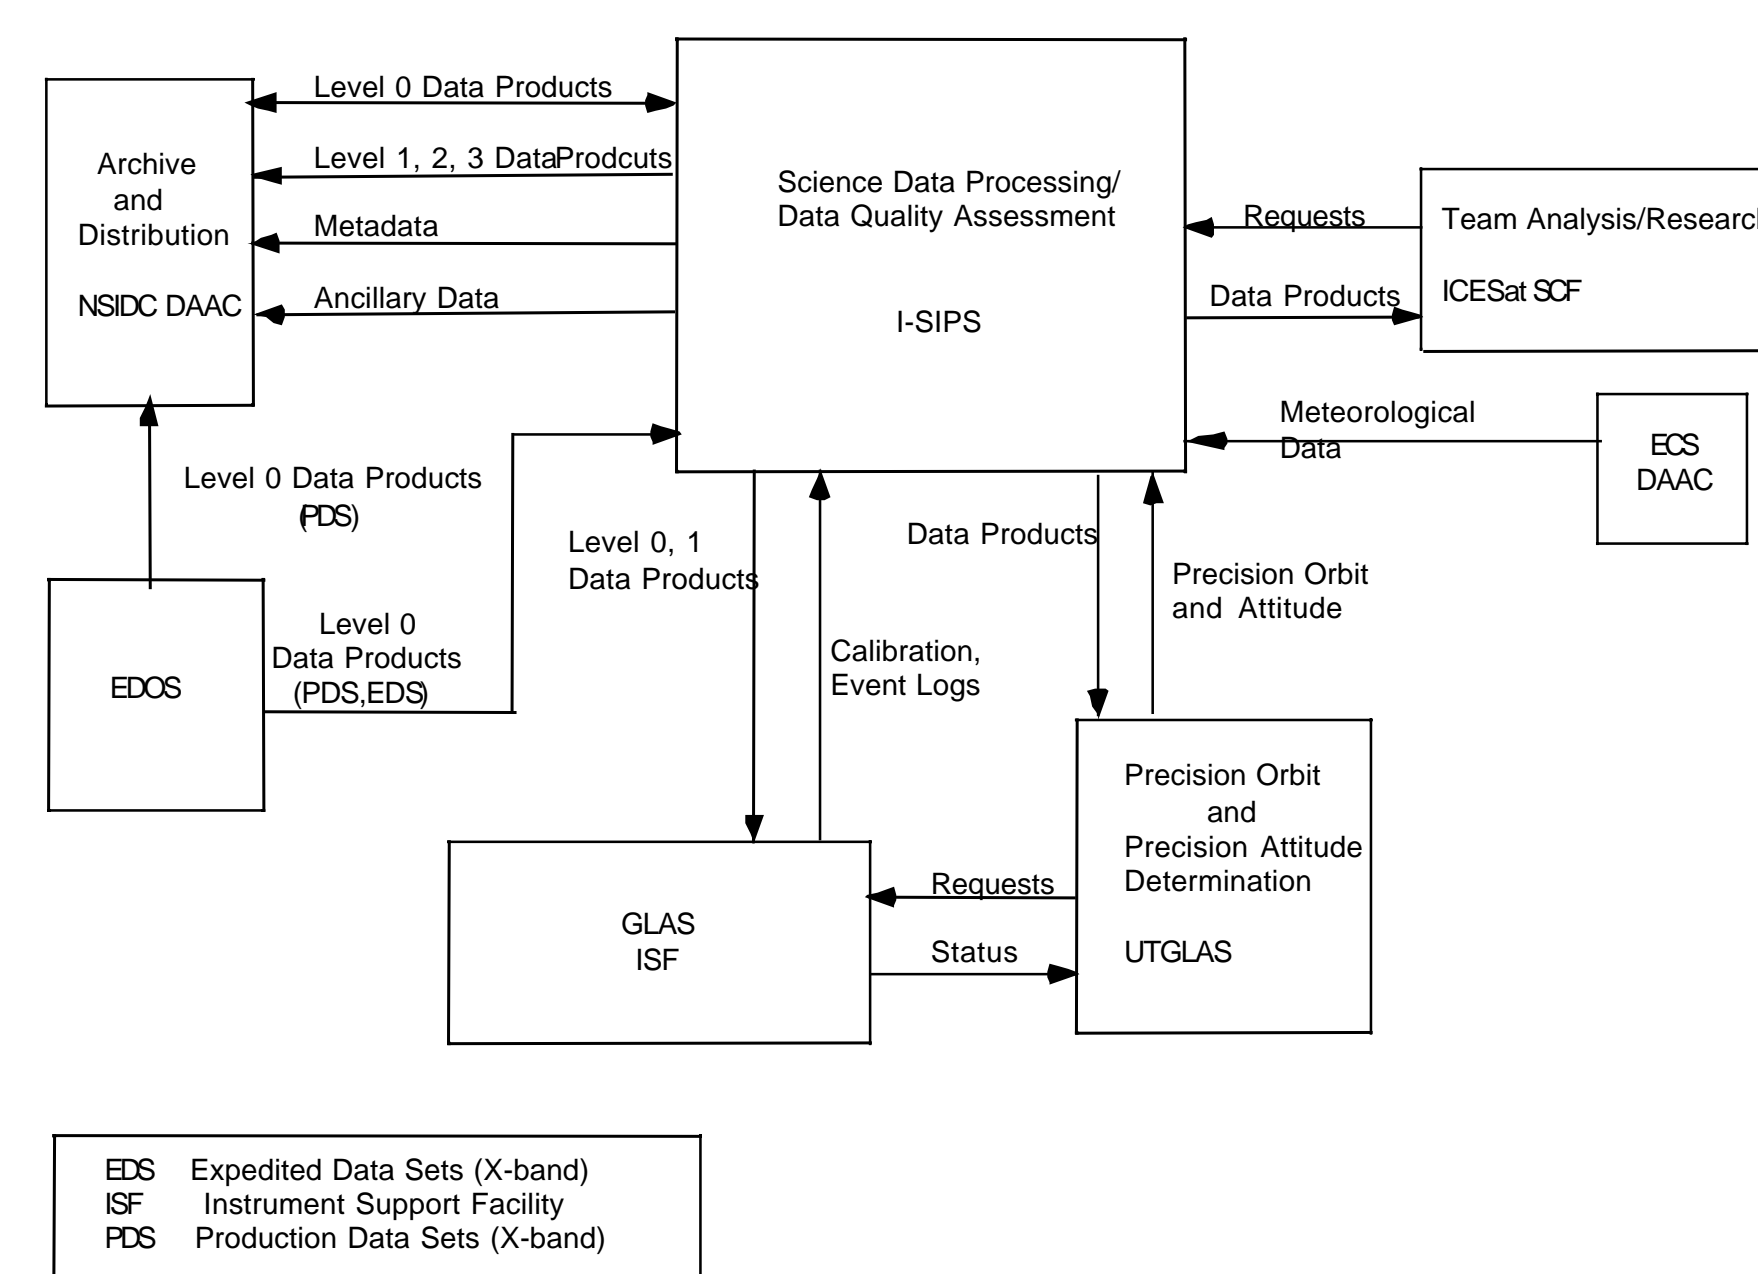 Level 0 Data Products
Level 1, 2, 3 DataProdcuts
Metadata
Ancillary Data
Archive
and
Distribution
NSIDC DAAC
Science Data Processing/
Data Quality Assessment
I-SIPS
Requests
Data Products
Team Analysis/Research
ICESat SCF
Meteorological
Data
ECS
DAAC
Level 0 Data Products
(PDS)
Level 0, 1
Data Products
Data Products
Precision Orbit
and Attitude
Level 0
Data Products
(PDS,EDS)
EDOS
Calibration,
Event Logs
Precision Orbit
and
Precision Attitude
Determination
UTGLAS
Requests
Status
GLAS
ISF
EDS Expedited Data Sets (X-band)
ISF Instrument Support Facility
PDS Production Data Sets (X-band)